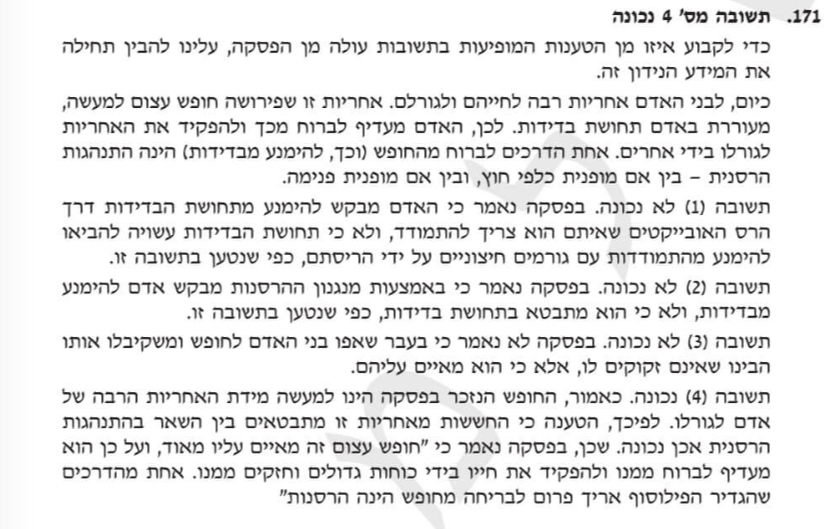 171. תשובה מס' 4 נכונה
כדי לקבוע איזו מן הטענות המופיעות בתשובות עולה מן הפסקה, עלינו להבין תחילה
את המידע הנידון זה.
כיום, לבני האדם אחריות רבה לחייהם ולגורלם. אחריות זו שפירושה חופש עצום למעשה,
מעוררת באדם תחושת בדידות. לכן, האדם מעדיף לברוח מכך ולהפקיד את האחריות
לגורלו בידי אחרים. אחת הדרכים לברוח מהחופש (וכך, להימנע מבדידות) הינה התנהגות
הרסנית – בין אם מופנית כלפי חוץ, ובין אם מופנית פנימה.
תשובה (1) לא נכונה. בפסקה נאמר כי האדם מבקש להימנע מתחושת הבדידות דרך
הרס האובייקטים שאיתם הוא צריך להתמודד, ולא כי תחושת הבדידות עשויה להביאו
להימנע מהתמודדות עם גורמים חיצוניים על ידי הריסתם, כפי שנטען בתשובה זו.
תשובה (2) לא נכונה. בפסקה נאמר כי באמצעות מנגנון ההרסנות מבקש אדם להימנע
מבדידות, ולא כי הוא מתבטא בתחושת בדידות, כפי שנטען בתשובה זו.
תשובה (3) לא נכונה. בפסקה לא נאמר כי בעבר שאפו בני האדם לחופש ומשקיבלו אותו
הבינו שאינם זקוקים לו, אלא כי הוא מאיים עליהם.
תשובה (4) נכונה. כאמור, החופש הנזכר בפסקה הינו למעשה מידת האחריות הרבה של
אדם לגורלו. לפיכך, הטענה כי החששות מאחריות זו מתבטאים בין השאר בהתנהגות
הרסנית אכן נכונה. שכן, בפסקה נאמר כי "חופש עצום זה מאיים עליו מאוד, ועל כן הוא
מעדיף לברוח ממנו ולהפקיד את חייו בידי כוחות גדולים וחזקים ממנו. אחת מהדרכים
שהגדיר הפילוסוף אריך פרום לבריחה מחופש הינה הרסנות"